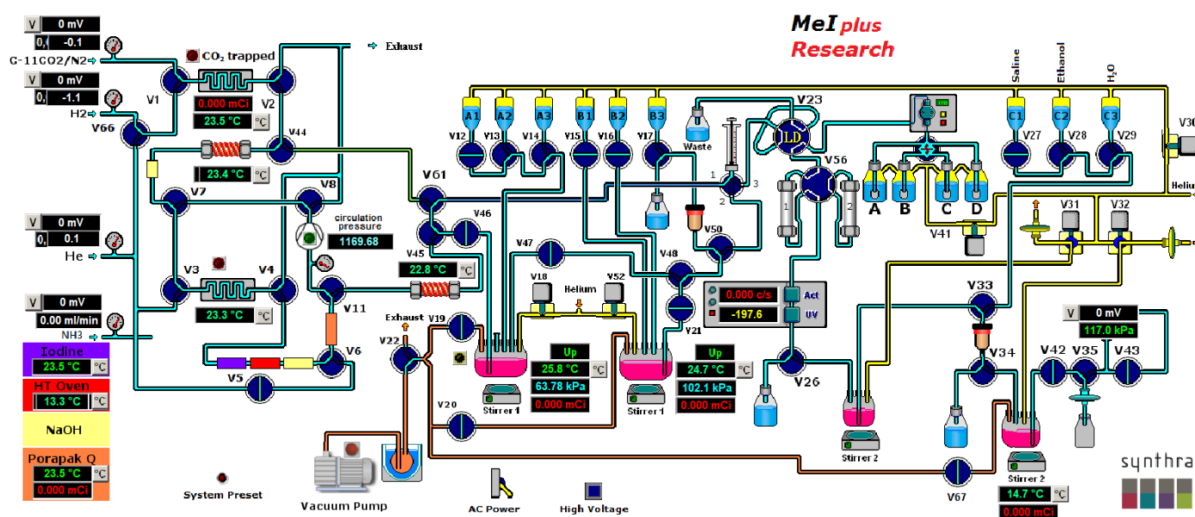 MeI plus
Research
V 0 mV
0, -0.1
G-11CO2/N2
V 0 mV
0, -1.1
H2
V66
V1
CO2 trapped
0.000 mCi
23.5 °C °C
V2
Exhaust
V44
23.4 °C
V7
V8
circulation
pressure
1169.68
0, 0.1
He
V3
V4
23.3 °C
V11
V 0 mV
0.00 ml/min
NH3
V5
V6
Iodine
23.5 °C °C
HT Oven
13.3 °C °C
NaOH
Porapak Q
23.5 °C °C
0.000 mCi
System Preset
Vacuum Pump
AC Power
High Voltage
V61
V46
V45
22.8 °C °C
V47
V18
V52
Helium
Exhaust
V22
V19
V20
Up
25.8 °C °C
63.78 kPa
0.000 mCi
Stirrer 1
Up
24.7 °C °C
102.1 kPa
0.000 mCi
Stirrer 1
A1
A2
A3
B1
B2
B3
V12
V13
V14
V15
V16
V17
Waste
1
2
3
V50
V48
V21
V23
LD
V56
1
2
A
B
C
D
V41
0.000 c/s
-197.6
Act
UV
V26
Saline
Ethanol
H2O
C1
C2
C3
V27
V28
V29
V30
Helium
V31
V32
V33
V34
Stirrer 2
V 0 mV
117.0 kPa
V42
V35
V43
V67
Stirrer 2
14.7 °C °C
0.000 mCi
synthra